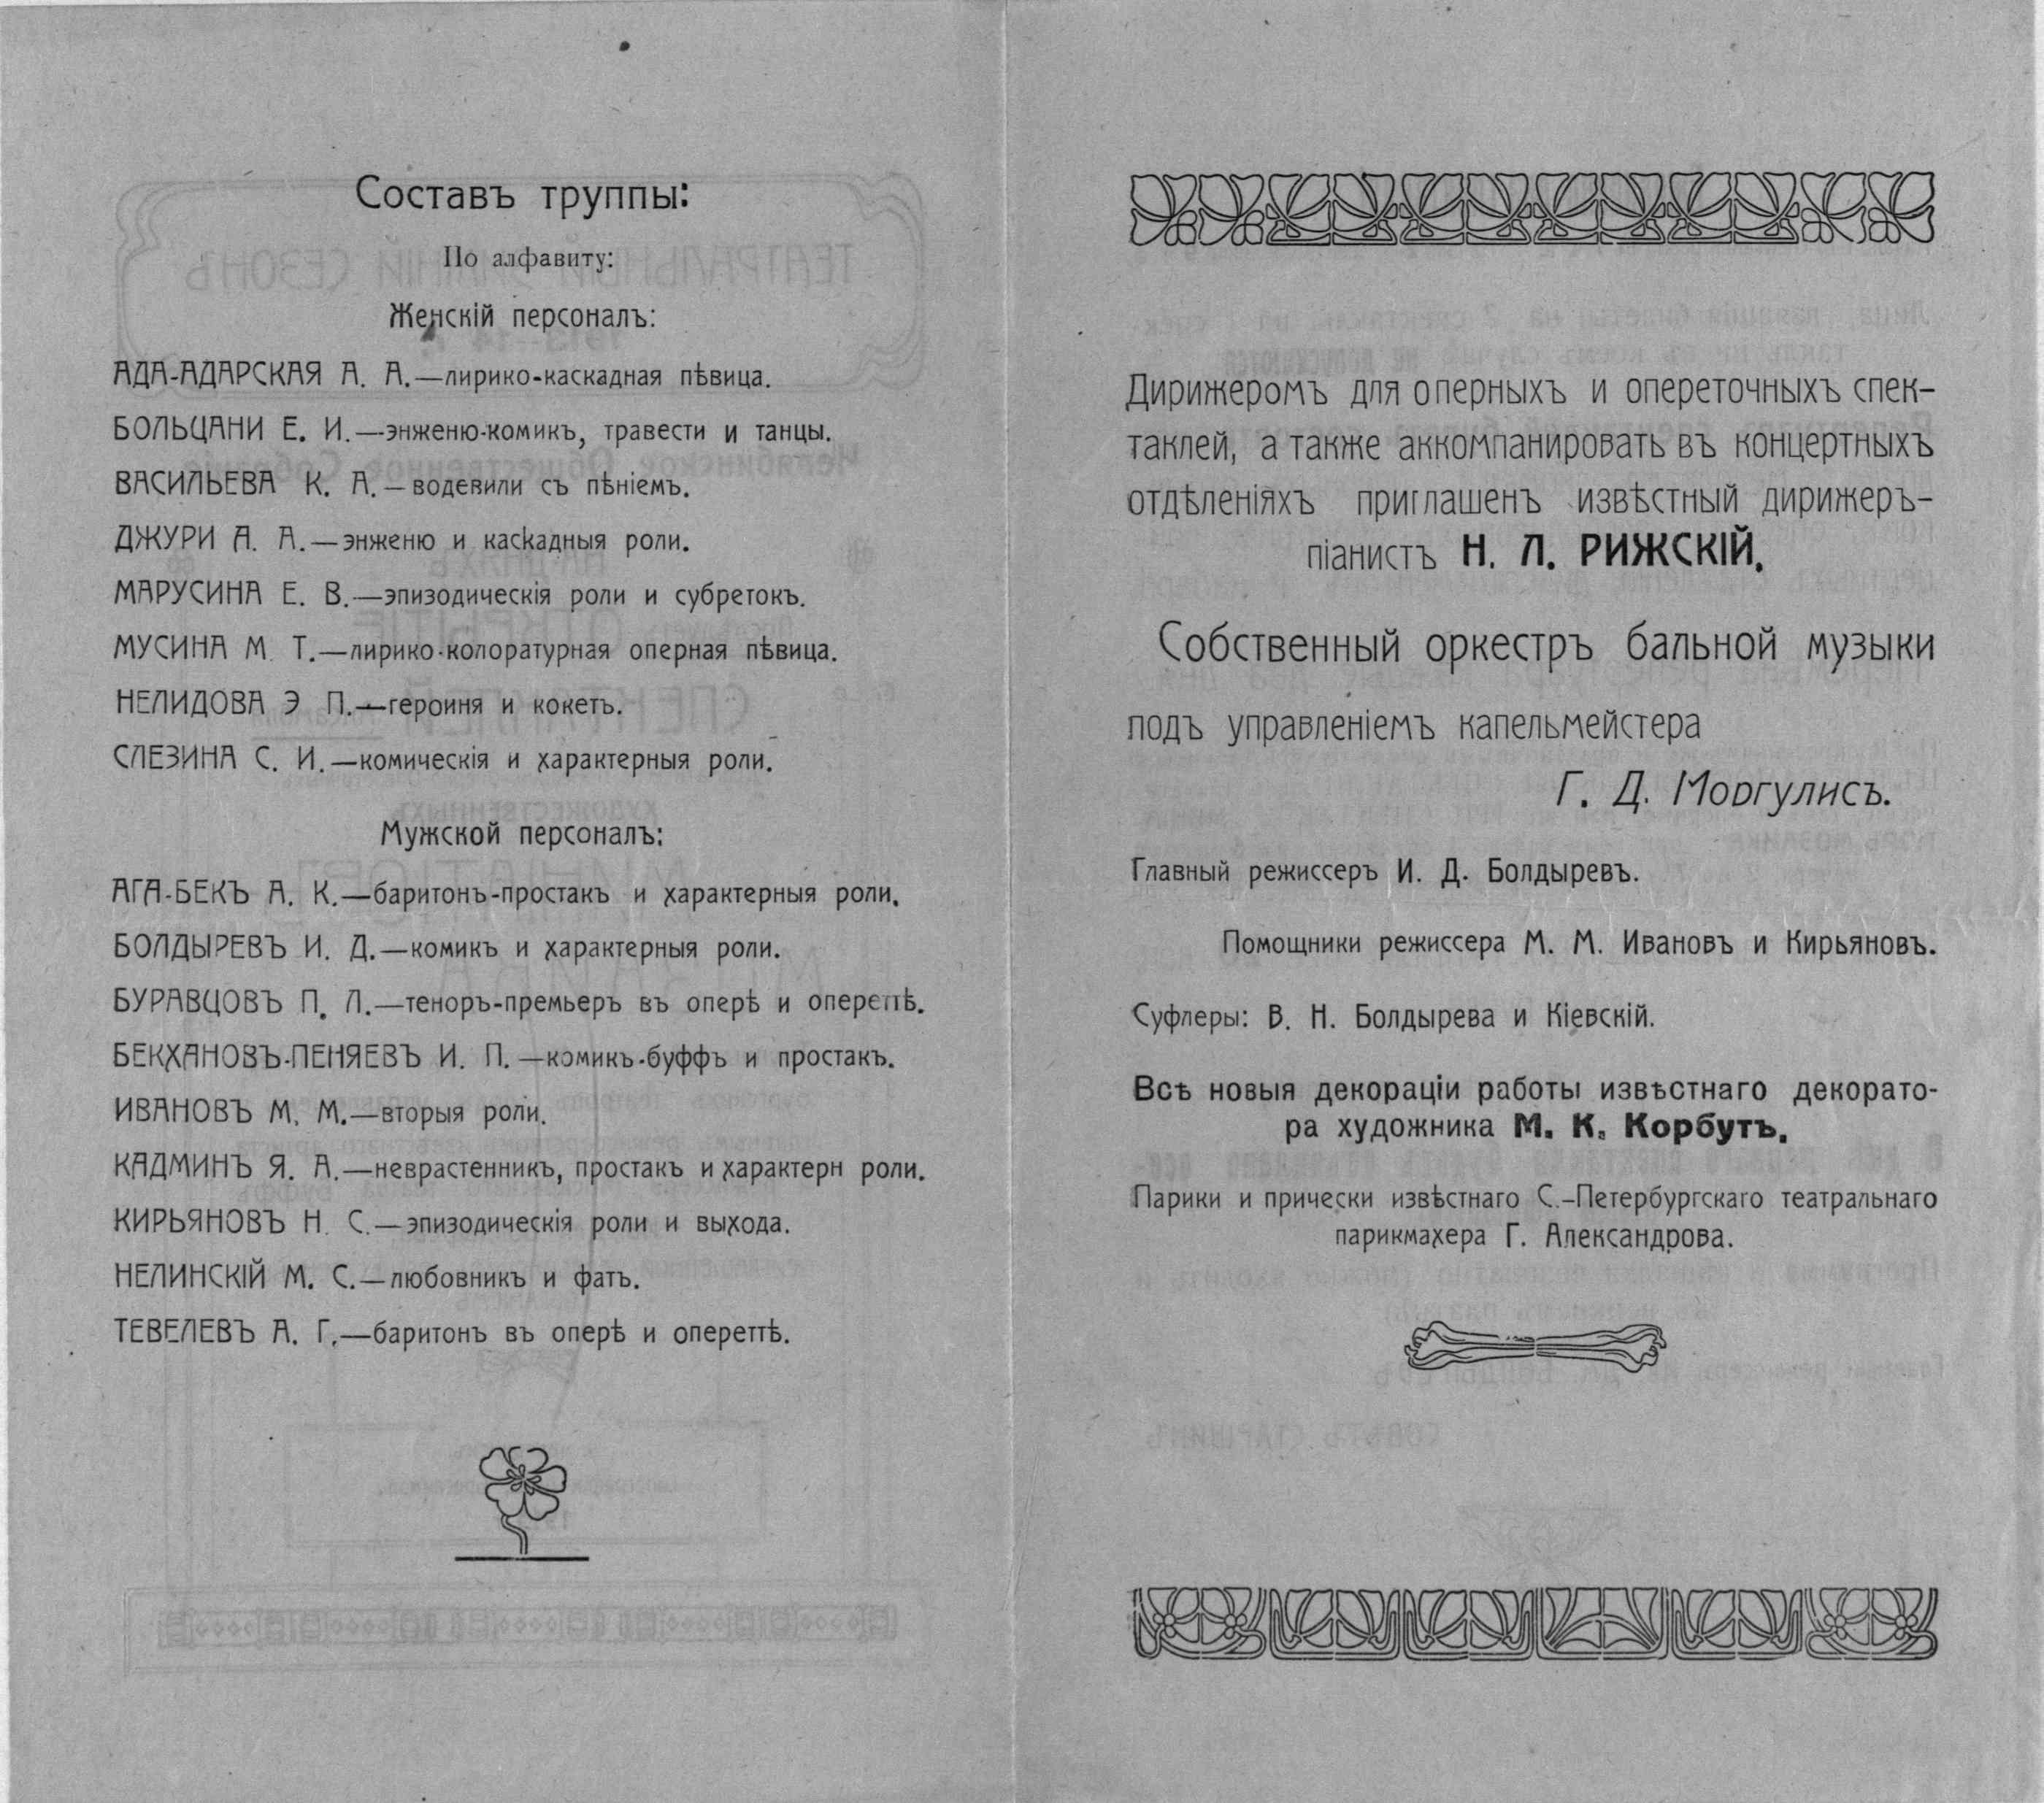 Составъ труппы:
По алфавиту:
Женскій персоналъ:
АДА-АДАРСКАЯ А. А.—лирико-каскадная пѣвица.
БОЛЬЦАНИ Е. И.—энженю-комикъ, травести и танцы.
ВАСИЛЬЕВА К. А.—водевили съ пѣніемъ.
ДЖУРИ А. А.—энженю и каскадныя роли.
МАРУСИНА Е. В.—эпизодическія роли и субретокъ.
МУСИНА М. Т.—лирико-колоратурная оперная пѣвица.
НЕЛИДОВА Э П.—героиня и кокетъ.
СЛЕЗИНА С. И.—комическія и характерныя роли.
Мужской персоналъ:
АГА-БЕКЪ А. К.—баритонъ-простакъ и характерныя роли.
БОЛДЫРЕВЪ И. Д.—комикъ и характерныя роли.
БУРАВЦОВЪ П. Л.—теноръ-премьеръ въ оперѣ и опереттѣ.
БЕКХАНОВЪ-ПЕНЯЕВЪ И. П.—комикъ-буффъ и простакъ.
ИВАНОВЪ М. М.—вторыя роли.
КАДМИНЪ Я. А.—неврастенникъ, простакъ и характерн роли.
КИРЬЯНОВЪ Н. С.—эпизодическія роли и выхода.
НЕЛИНСКІЙ М. С.—любовникъ и фатъ.
ТЕВЕЛЕВЪ А. Г.—баритонъ въ оперѣ и опереттѣ.
Дирижеромъ для оперныхъ и опереточныхъ спек-
таклей, а также аккомпанировать въ концертныхъ
отдѣленіяхъ приглашенъ извѣстный дирижеръ-
піанистъ Н. Л. РИЖСКІЙ.
Собственный оркестръ бальной музыки
подъ управленіемъ капельмейстера
Г. Д. Моргулисъ.
Главный режиссеръ И. Д. Болдыревъ.
Помощники режиссера М. М. Ивановъ и Кирьяновъ.
Суфлеры: В. Н. Болдырева и Кіевскій.
Всѣ новыя декораціи работы извѣстнаго декорато-
ра художника М. К. Корбутъ.
Парики и прически извѣстнаго С.-Петербургскаго театральнаго
парикмахера Г. Александрова.